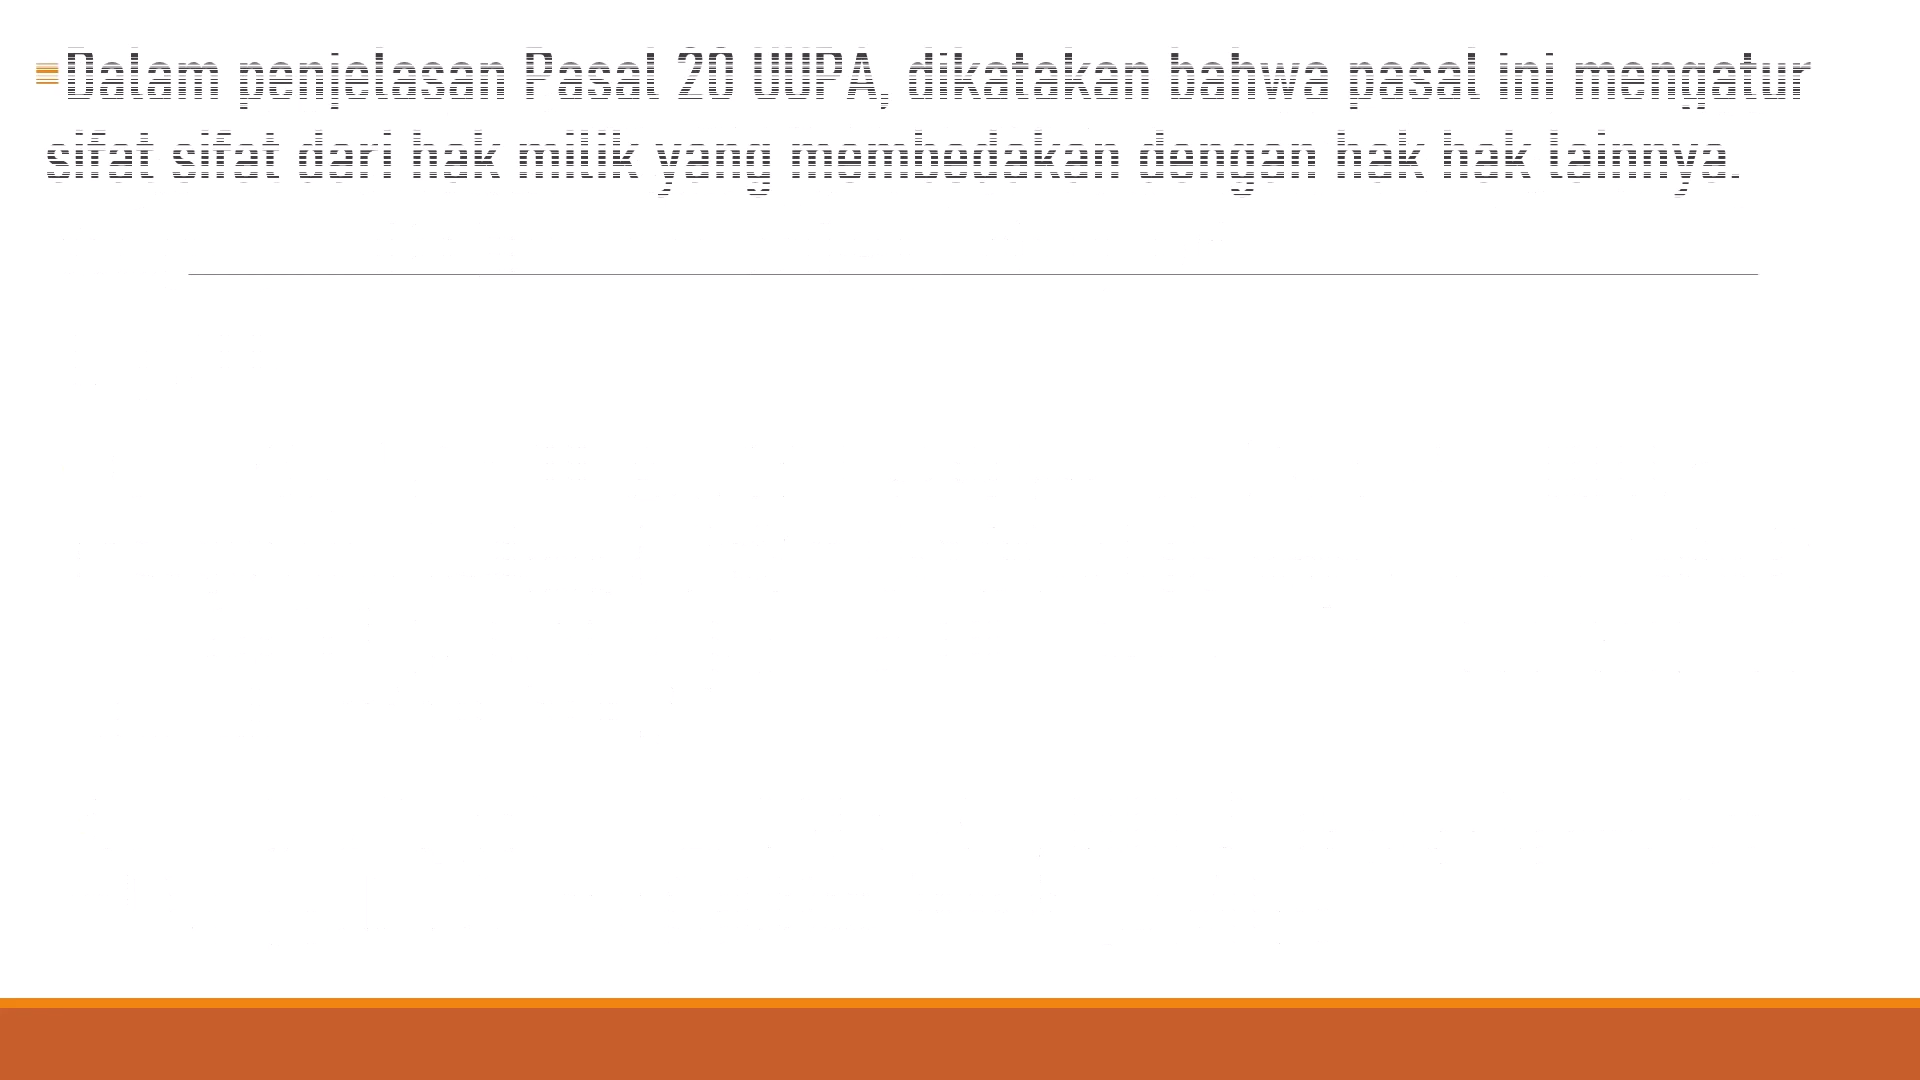 Dalam penjelasan Pasal 20 UUPA, dikatakan bahwa pasal ini mengatur
sifat sifat dari hak milik yang membedakan dengan hak hak lainnya.